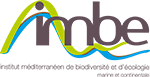 imbe
institut méditerranéen de biodiversité et d'écologie
marine et continentale